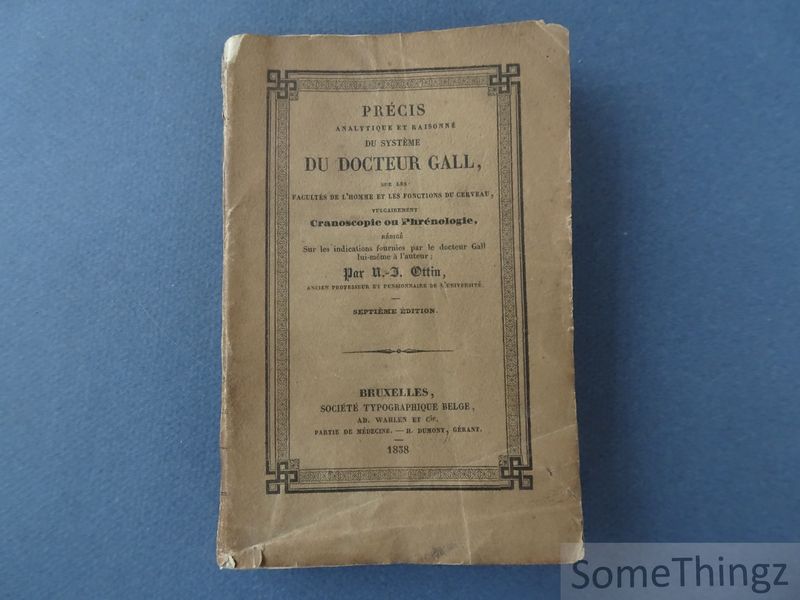 PRÉCIS
ANALYTIQUE ET RAISONNÉ
DU SYSTÈME
DU DOCTEUR GALL,
SUR LES
FACULTÉS DE L'HOMME ET LES FONCTIONS DU CERVEAU,
VULGAIREMENT
Cranoscopie ou Phrénologie,
RÉDIGÉ
Sur les indications fournies par le docteur Gall
lui-même à l'auteur;
Par N.-J. Ottin,
ANCIEN PROFESSEUR ET PENSIONNAIRE DE L'UNIVERSITÉ.
SEPTIÈME ÉDITION.
BRUXELLES,
SOCIÉTÉ TYPOGRAPHIQUE BELGE,
AD. WAHLEN ET Cie.
PARTIE DE MÉDECINE. — H. DUMONT, GÉRANT.
1838
SomeThingz